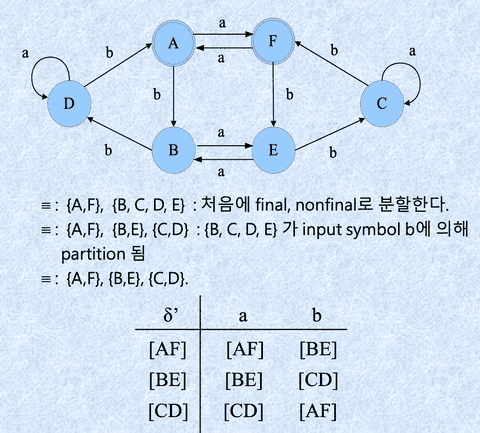 a
A
F
a
a
b
b
a
D
b
b
C
b
a
B
E
b
a
b
≡ : {A,F}, {B, C, D, E} : 처음에 final, nonfinal로 분할한다.
≡ : {A,F}, {B,E}, {C,D} : {B, C, D, E} 가 input symbol b에 의해
partition 됨
≡ : {A,F}, {B,E}, {C,D}.
δ’ a b
[AF] [AF] [BE]
[BE] [BE] [CD]
[CD] [CD] [AF]